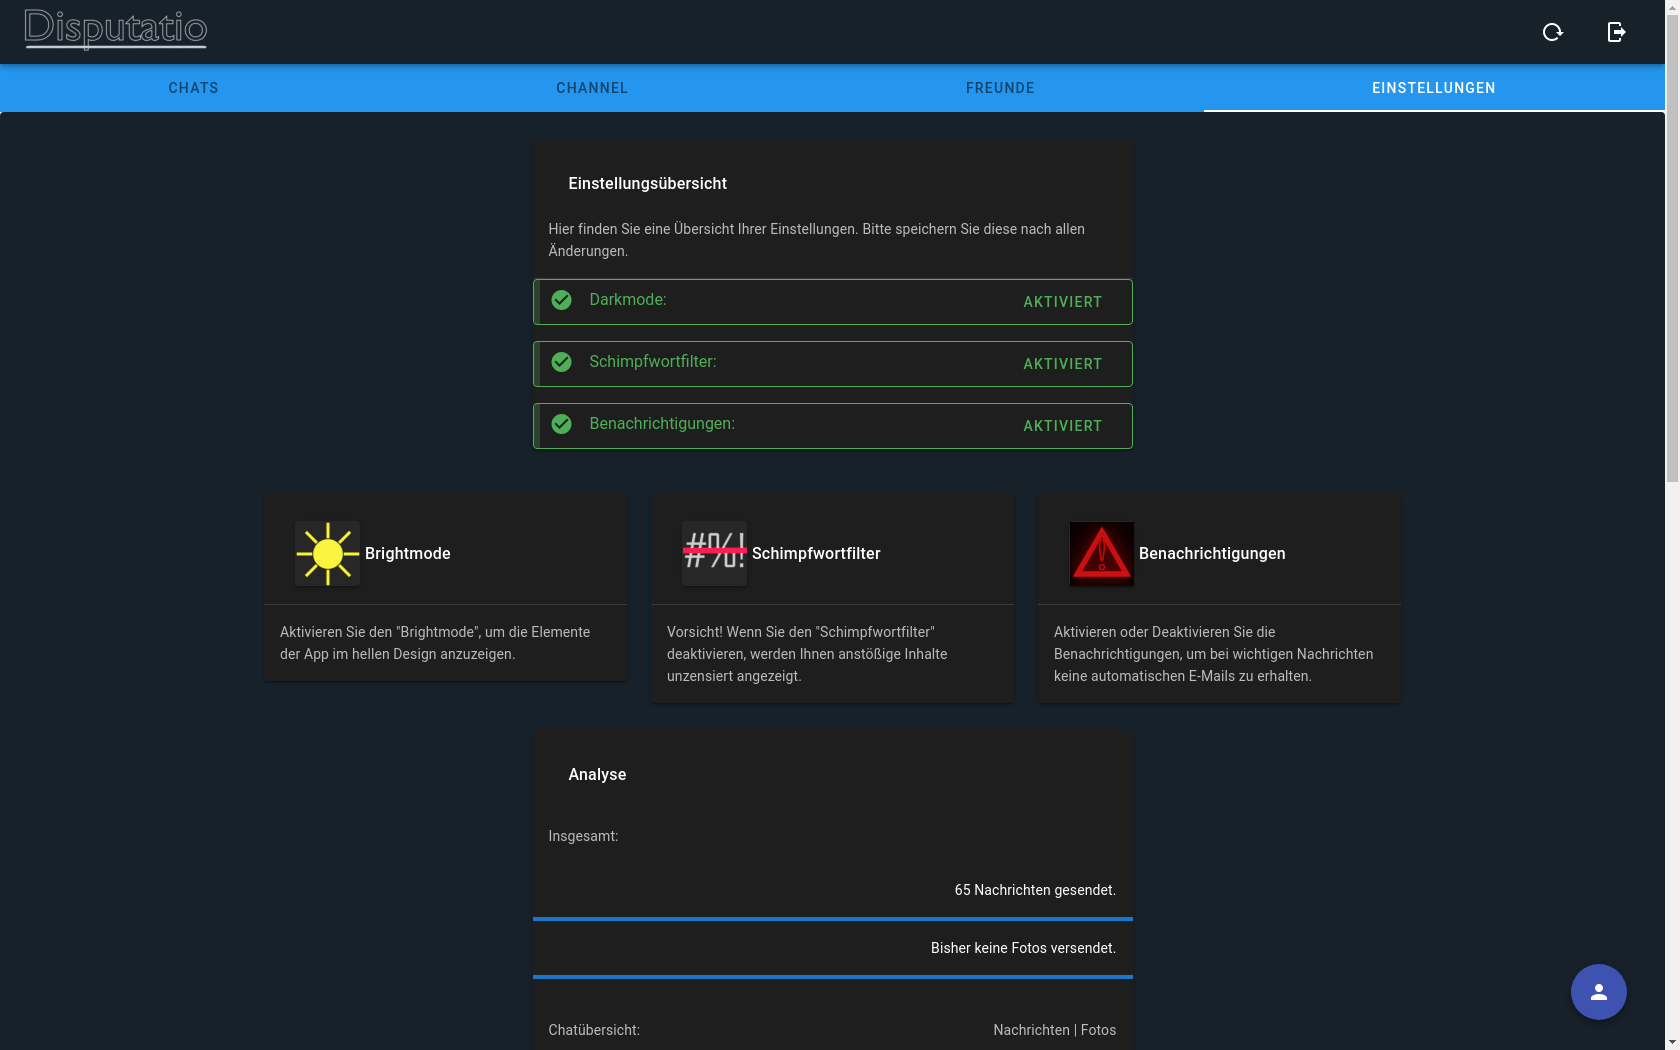 Disputatio
CHATS
CHANNEL
FREUNDE
EINSTELLUNGEN
Einstellungsübersicht
Hier finden Sie eine Übersicht Ihrer Einstellungen. Bitte speichern Sie diese nach allen
Änderungen.
Darkmode: AKTIVIERT
Schimpfwortfilter: AKTIVIERT
Benachrichtigungen: AKTIVIERT
Brightmode
Aktivieren Sie den "Brightmode", um die Elemente
der App im hellen Design anzuzeigen.
#%!
Schimpfwortfilter
Vorsicht! Wenn Sie den "Schimpfwortfilter"
deaktivieren, werden Ihnen anstößige Inhalte
unzensiert angezeigt.
Benachrichtigungen
Aktivieren oder Deaktivieren Sie die
Benachrichtigungen, um bei wichtigen Nachrichten
keine automatischen E-Mails zu erhalten.
Analyse
Insgesamt:
65 Nachrichten gesendet.
Bisher keine Fotos versendet.
Chatübersicht: Nachrichten | Fotos